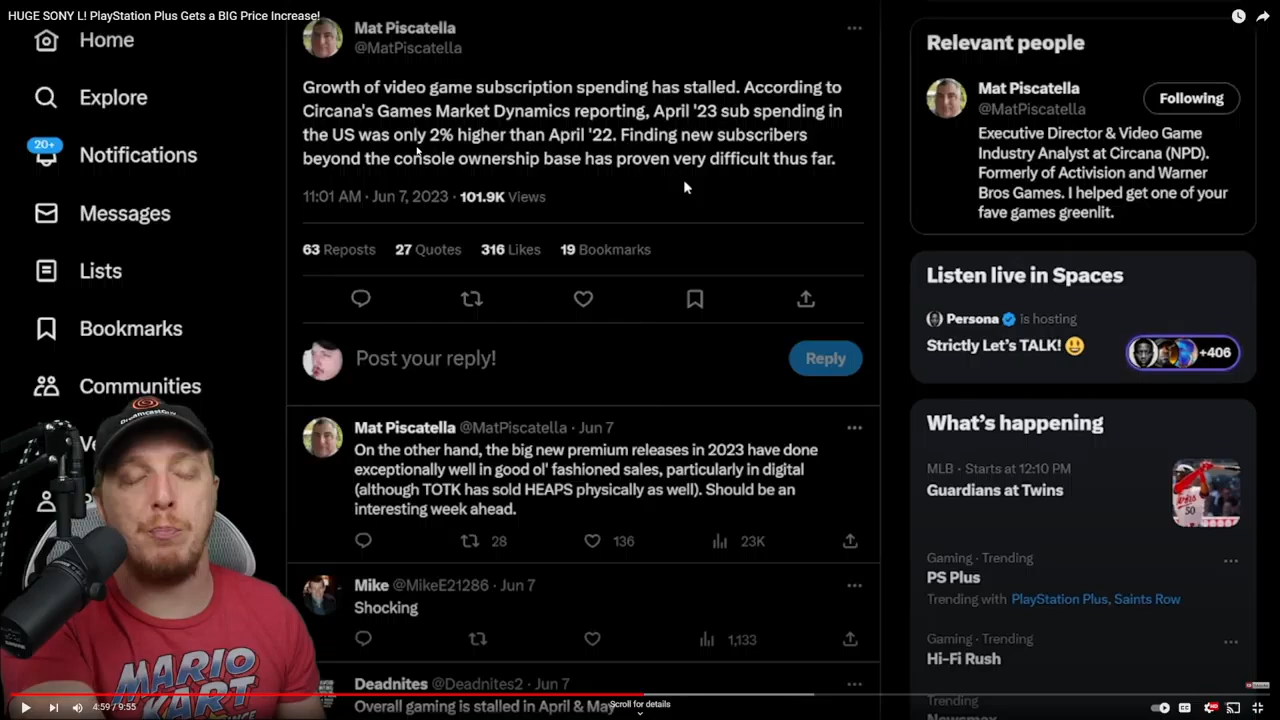 HUGE SONY L! PlayStation Plus Gets a BIG Price Increase!
Home
Explore
20+
Notifications
Messages
Lists
Bookmarks
Communities
Mat Piscatella
@MatPiscatella
Growth of video game subscription spending has stalled. According to
Circana's Games Market Dynamics reporting, April '23 sub spending in
the US was only 2% higher than April '22. Finding new subscribers
beyond the console ownership base has proven very difficult thus far.
11:01 AM · Jun 7, 2023 · 101.9K Views
63 Reposts 27 Quotes 316 Likes 19 Bookmarks
Post your reply!
Reply
Mat Piscatella @MatPiscatella · Jun 7
On the other hand, the big new premium releases in 2023 have done
exceptionally well in good ol' fashioned sales, particularly in digital
(although TOTK has sold HEAPS physically as well). Should be an
interesting week ahead.
28 136 23K
Mike @MikeE21286 · Jun 7
Shocking
1,133
Deadnites @Deadnites2 · Jun 7
Overall gaming is stalled in April & May
Relevant people
Mat Piscatella
@MatPiscatella
Following
Executive Director & Video Game
Industry Analyst at Circana (NPD).
Formerly of Activision and Warner
Bros Games. I helped get one of your
fave games greenlit.
Listen live in Spaces
Persona is hosting
Strictly Let's TALK!
+406
What's happening
MLB · Starts at 12:10 PM
Guardians at Twins
Gaming · Trending
PS Plus
Trending with PlayStation Plus, Saints Row
Gaming · Trending
Hi-Fi Rush
Trending
DreamcastGuy
MARIO
KART
4:59 / 9:55
Scroll for details